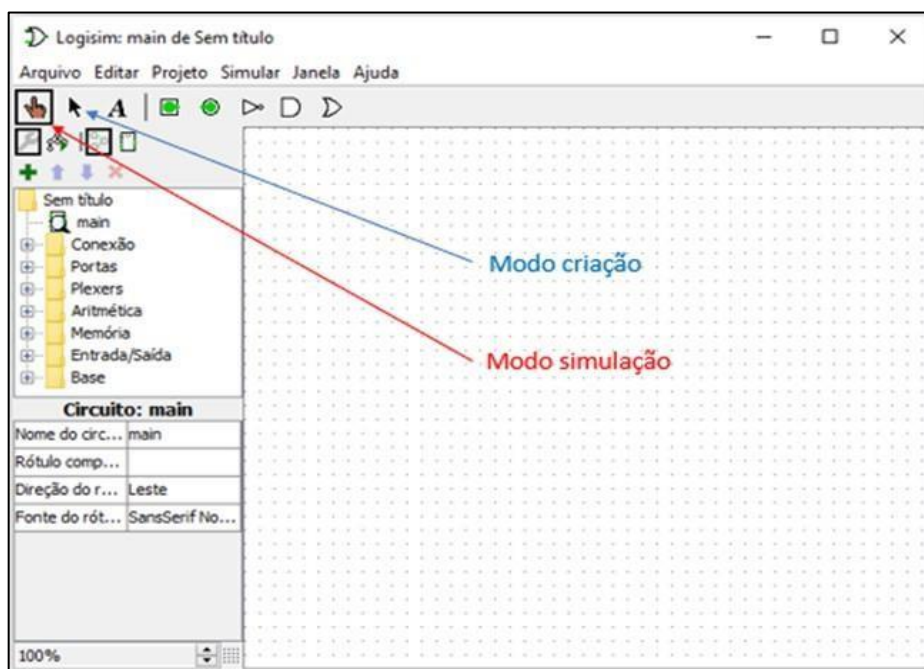 Logisim: main de Sem título
Arquivo Editar Projeto Simular Janela Ajuda
A
Sem título
main
Conexão
Portas
Plexers
Aritmética
Memória
Entrada/Saída
Base
Modo criação
Modo simulação
Circuito: main
Nome do circ... main
Rótulo comp...
Direção do r... Leste
Fonte do rót... SansSerif No...
100%